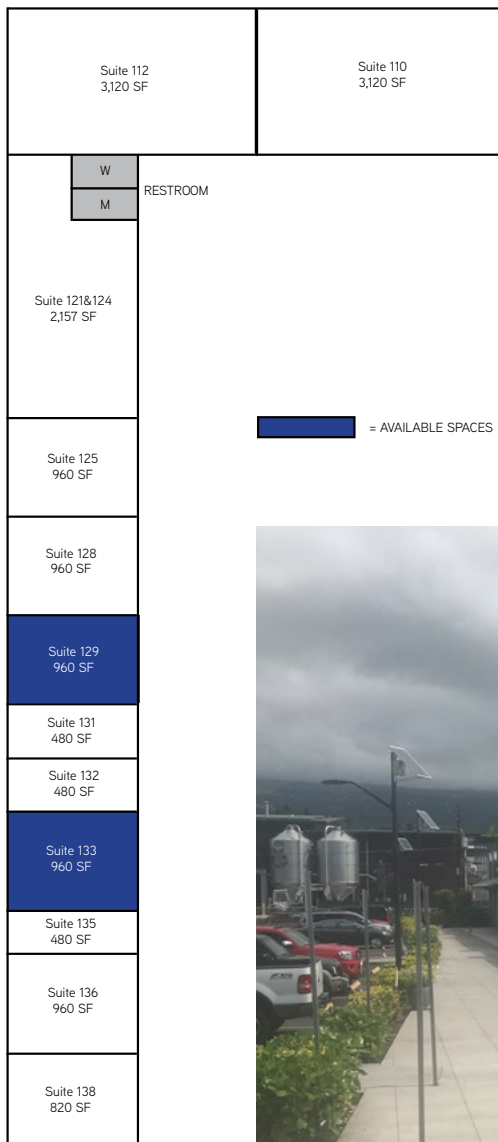 Suite 112
3,120 SF
Suite 110
3,120 SF
W
M
RESTROOM
Suite 121&124
2,157 SF
= AVAILABLE SPACES
Suite 125
960 SF
Suite 128
960 SF
Suite 129
960 SF
Suite 131
480 SF
Suite 132
480 SF
Suite 133
960 SF
Suite 135
480 SF
Suite 136
960 SF
Suite 138
820 SF